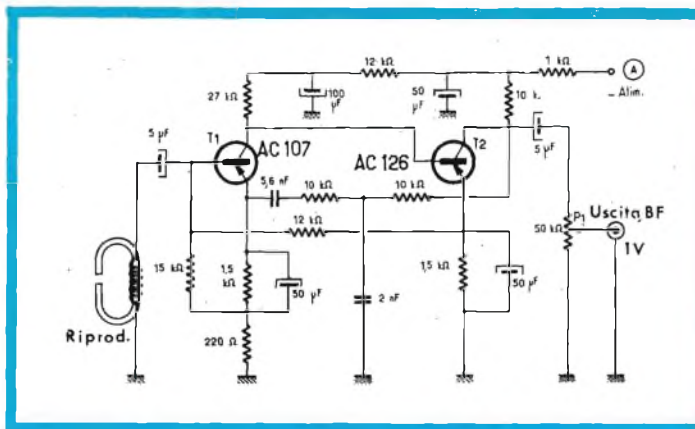 12 kΩ
1 kΩ
A
- Alim.
27 kΩ
100
µF
50
µF
10 k.
5 µF
T1
AC 107
AC 126
T2
5 µF
5,6 nF
10 kΩ
10 kΩ
P1
Uscita BF
50 kΩ
1V
12 kΩ
15 kΩ
1,5
kΩ
50
µF
2 nF
1,5 kΩ
50 µF
Riprod.
220 Ω